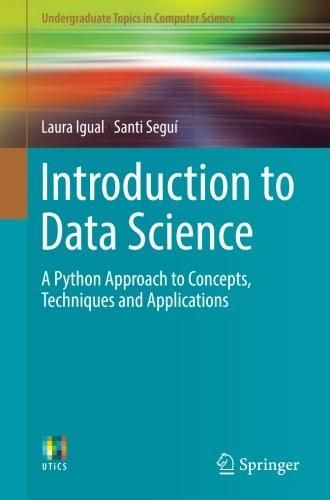 Undergraduate Topics in Computer Science
Laura Igual · Santi Seguí
Introduction to
Data Science
A Python Approach to Concepts,
Techniques and Applications
UTiCS
Springer